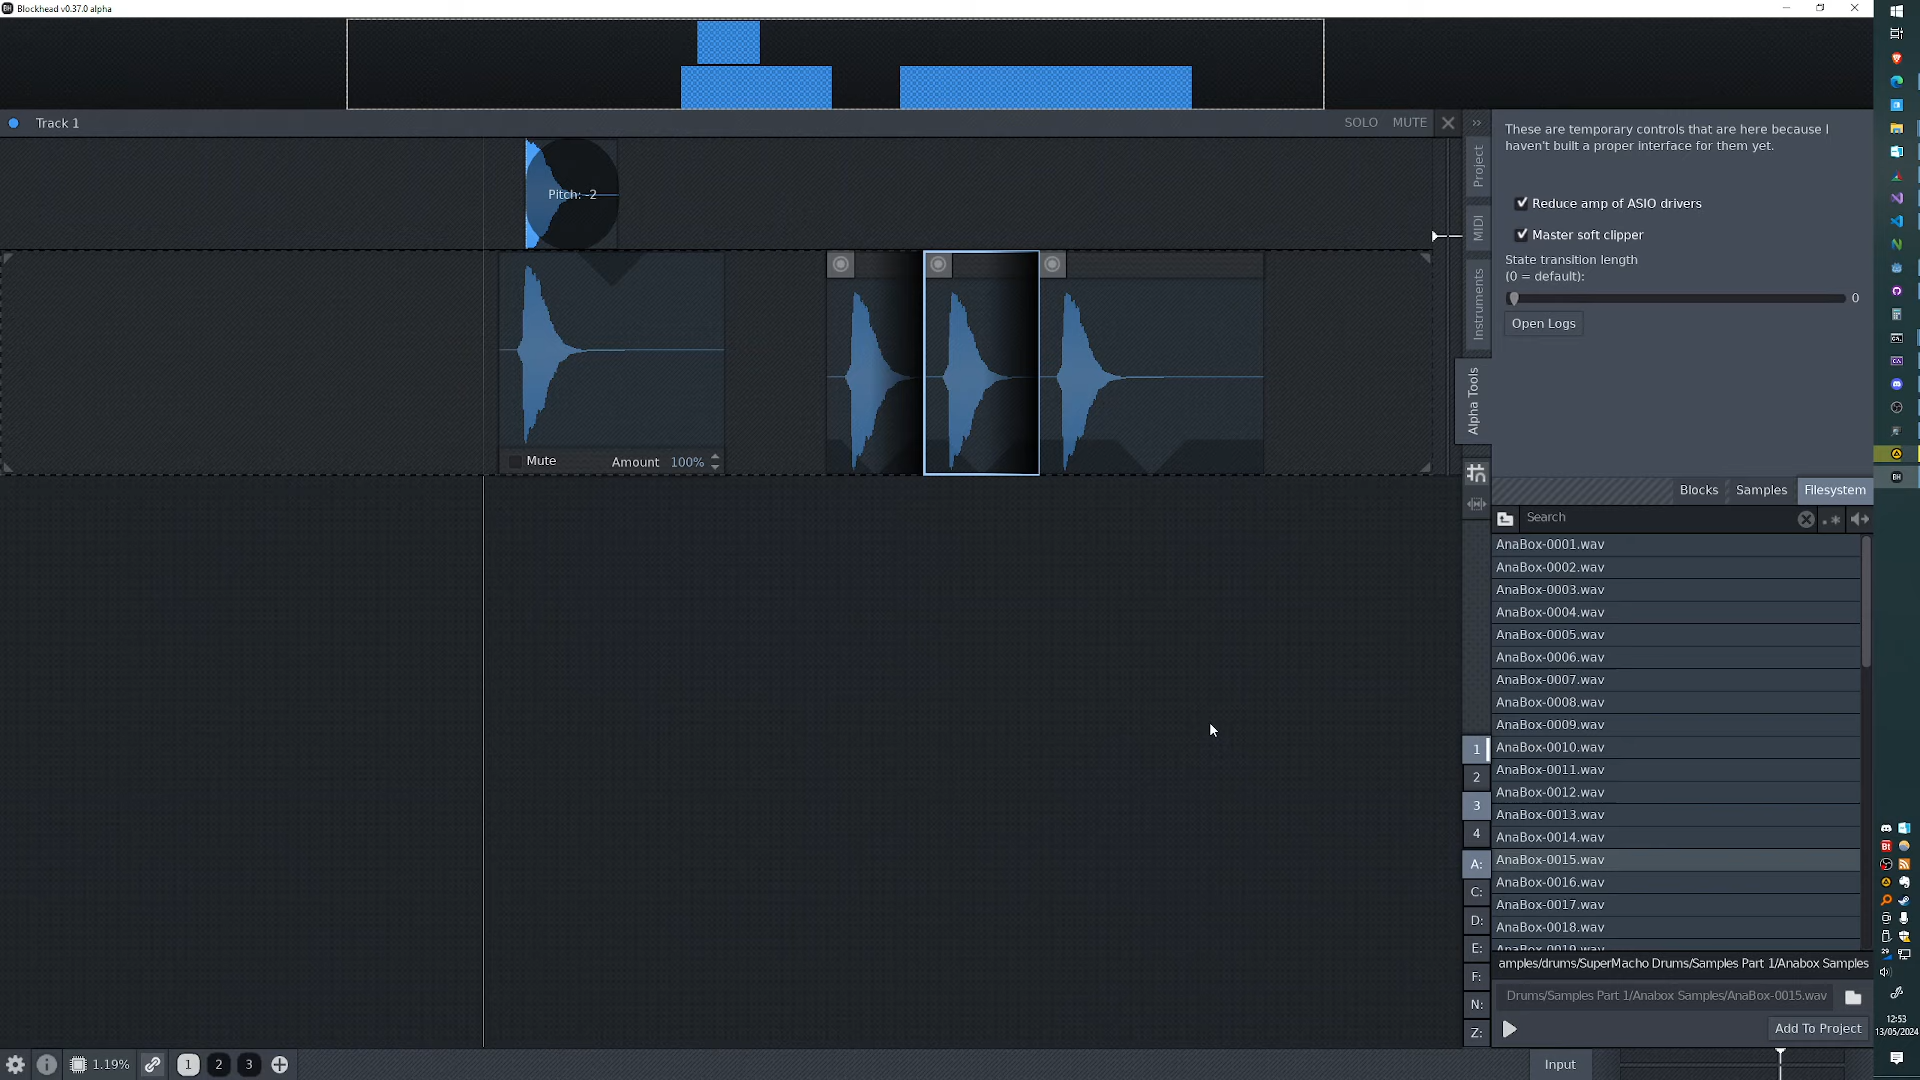 Blockhead v0.37.0 alpha
Track 1
SOLO MUTE
Pitch: -2
Mute Amount 100%
Project
MIDI
Instruments
Alpha Tools
These are temporary controls that are here because I
haven't built a proper interface for them yet.
Reduce amp of ASIO drivers
Master soft clipper
State transition length
(0 = default):
0
Open Logs
Blocks Samples Filesystem
Search
AnaBox-0001.wav
AnaBox-0002.wav
AnaBox-0003.wav
AnaBox-0004.wav
AnaBox-0005.wav
AnaBox-0006.wav
AnaBox-0007.wav
AnaBox-0008.wav
AnaBox-0009.wav
AnaBox-0010.wav
AnaBox-0011.wav
AnaBox-0012.wav
AnaBox-0013.wav
AnaBox-0014.wav
AnaBox-0015.wav
AnaBox-0016.wav
AnaBox-0017.wav
AnaBox-0018.wav
AnaBox-0019.wav
1
2
3
4
A:
C:
D:
E:
F:
N:
Z:
amples/drums/SuperMacho Drums/Samples Part 1/Anabox Samples
Drums/Samples Part 1/Anabox Samples/AnaBox-0015.wav
Add To Project
1.19% 1 2 3
Input
12:53
13/05/2024